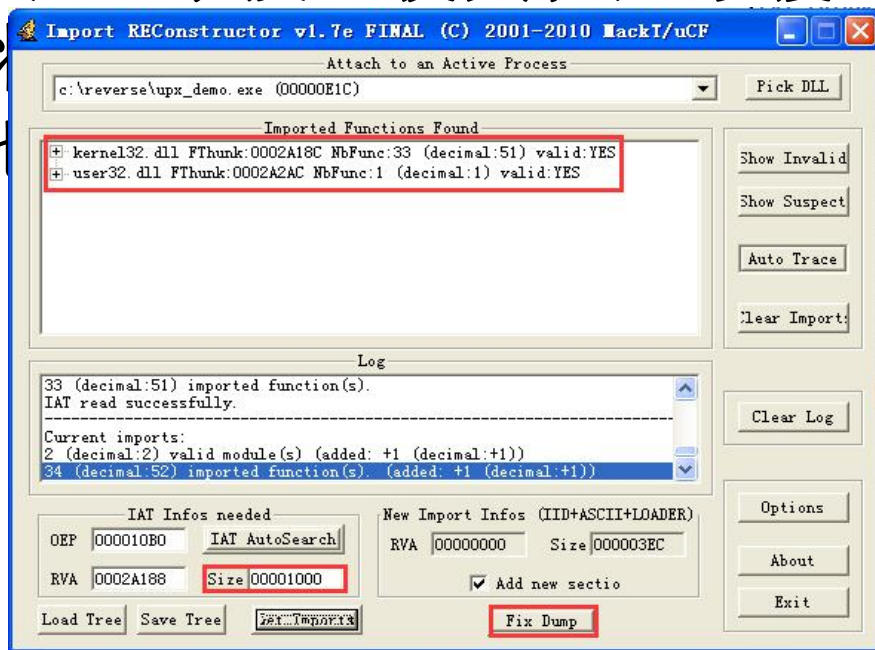 Import REConstructor v1.7e FINAL (C) 2001-2010 MackT/uCF
Attach to an Active Process
c:\reverse\upx_demo.exe (00000E1C)
Pick DLL
Imported Functions Found
kernel32.dll FThunk:0002A18C NbFunc:33 (decimal:51) valid:YES
user32.dll FThunk:0002A2AC NbFunc:1 (decimal:1) valid:YES
Show Invalid
Show Suspect
Auto Trace
Clear Import
Log
33 (decimal:51) imported function(s).
IAT read successfully.
Current imports:
2 (decimal:2) valid module(s) (added: +1 (decimal:+1))
34 (decimal:52) imported function(s). (added: +1 (decimal:+1))
Clear Log
IAT Infos needed
OEP 000010B0 IAT AutoSearch
RVA 0002A188 Size 00001000
New Import Infos (IID+ASCII+LOADER)
RVA 00000000 Size 000003EC
Add new sectio
Options
About
Exit
Load Tree Save Tree Get Imports Fix Dump